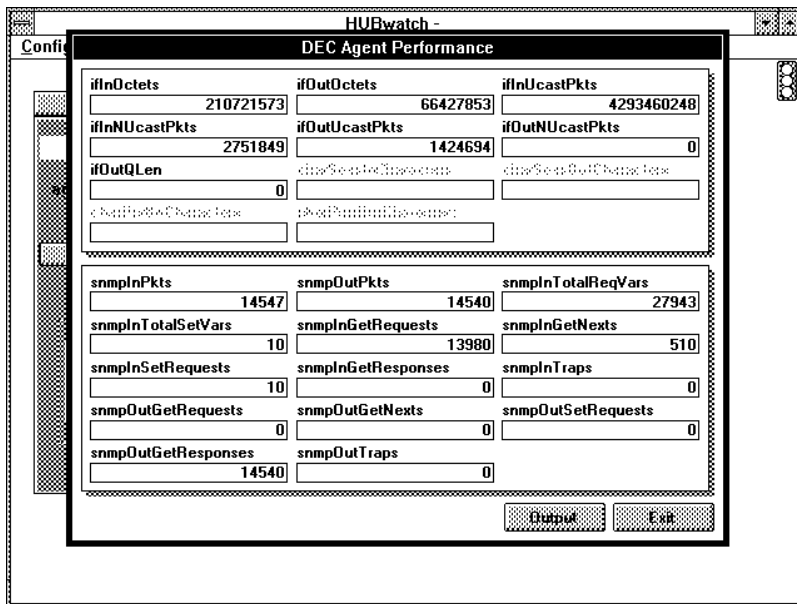 HUBwatch -
Config
DEC Agent Performance
ifInOctets ifOutOctets ifInUcastPkts
210721573 66427853 4293460248
ifInNUcastPkts ifOutUcastPkts ifOutNUcastPkts
2751849 1424694 0
ifOutQLen
0
snmpInPkts snmpOutPkts snmpInTotalReqVars
14547 14540 27943
snmpInTotalSetVars snmpInGetRequests snmpInGetNexts
10 13980 510
snmpInSetRequests snmpInGetResponses snmpInTraps
10 0 0
snmpOutGetRequests snmpOutGetNexts snmpOutSetRequests
0 0 0
snmpOutGetResponses snmpOutTraps
14540 0
Output Exit